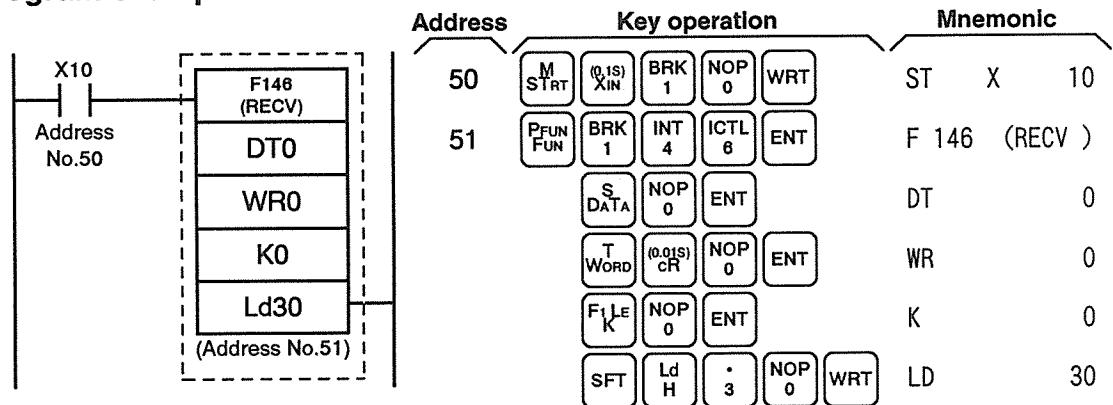 Address Key operation Mnemonic
X10
F146
(RECV)
Address
No.50
DT0
WR0
K0
Ld30
(Address No.51)
50 M STRT (0.1S) XIN BRK 1 NOP 0 WRT ST X 10
51 PFUN FUN BRK 1 INT 4 ICTL 6 ENT F 146 (RECV )
S DATA NOP 0 ENT DT 0
T WORD (0.01S) cR NOP 0 ENT WR 0
F1LE K NOP 0 ENT K 0
SFT Ld H • 3 NOP 0 WRT LD 30